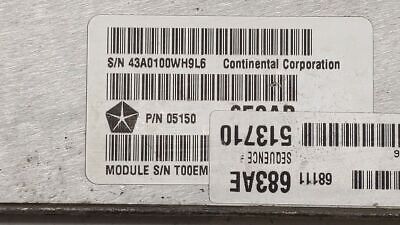 S/N 43A0100WH9L6 Continental Corporation
P/N 05150
MODULE S/N T00EM
513710
SEQUENCE
683AE
68111